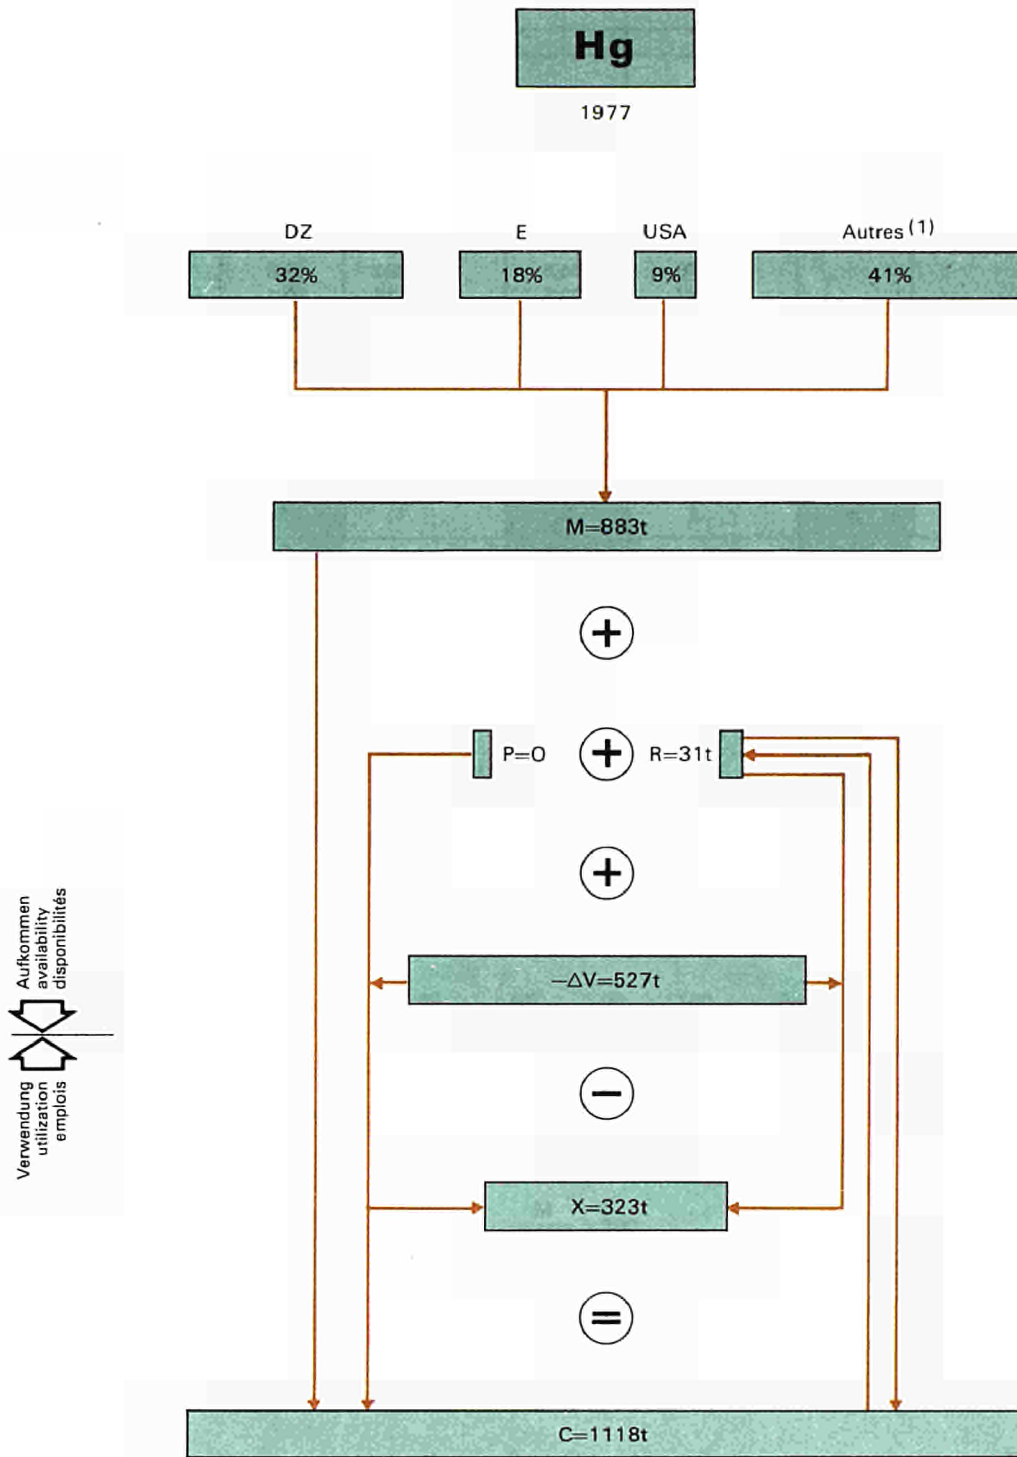 Hg
1977
DZ E USA Autres (1)
32% 18% 9% 41%
M=883t
+
P=O + R=31t
+
−△V=527t
−
X=323t
=
C=1118t
Aufkommen
availability
disponibilités
Verwendung
utilization
emplois